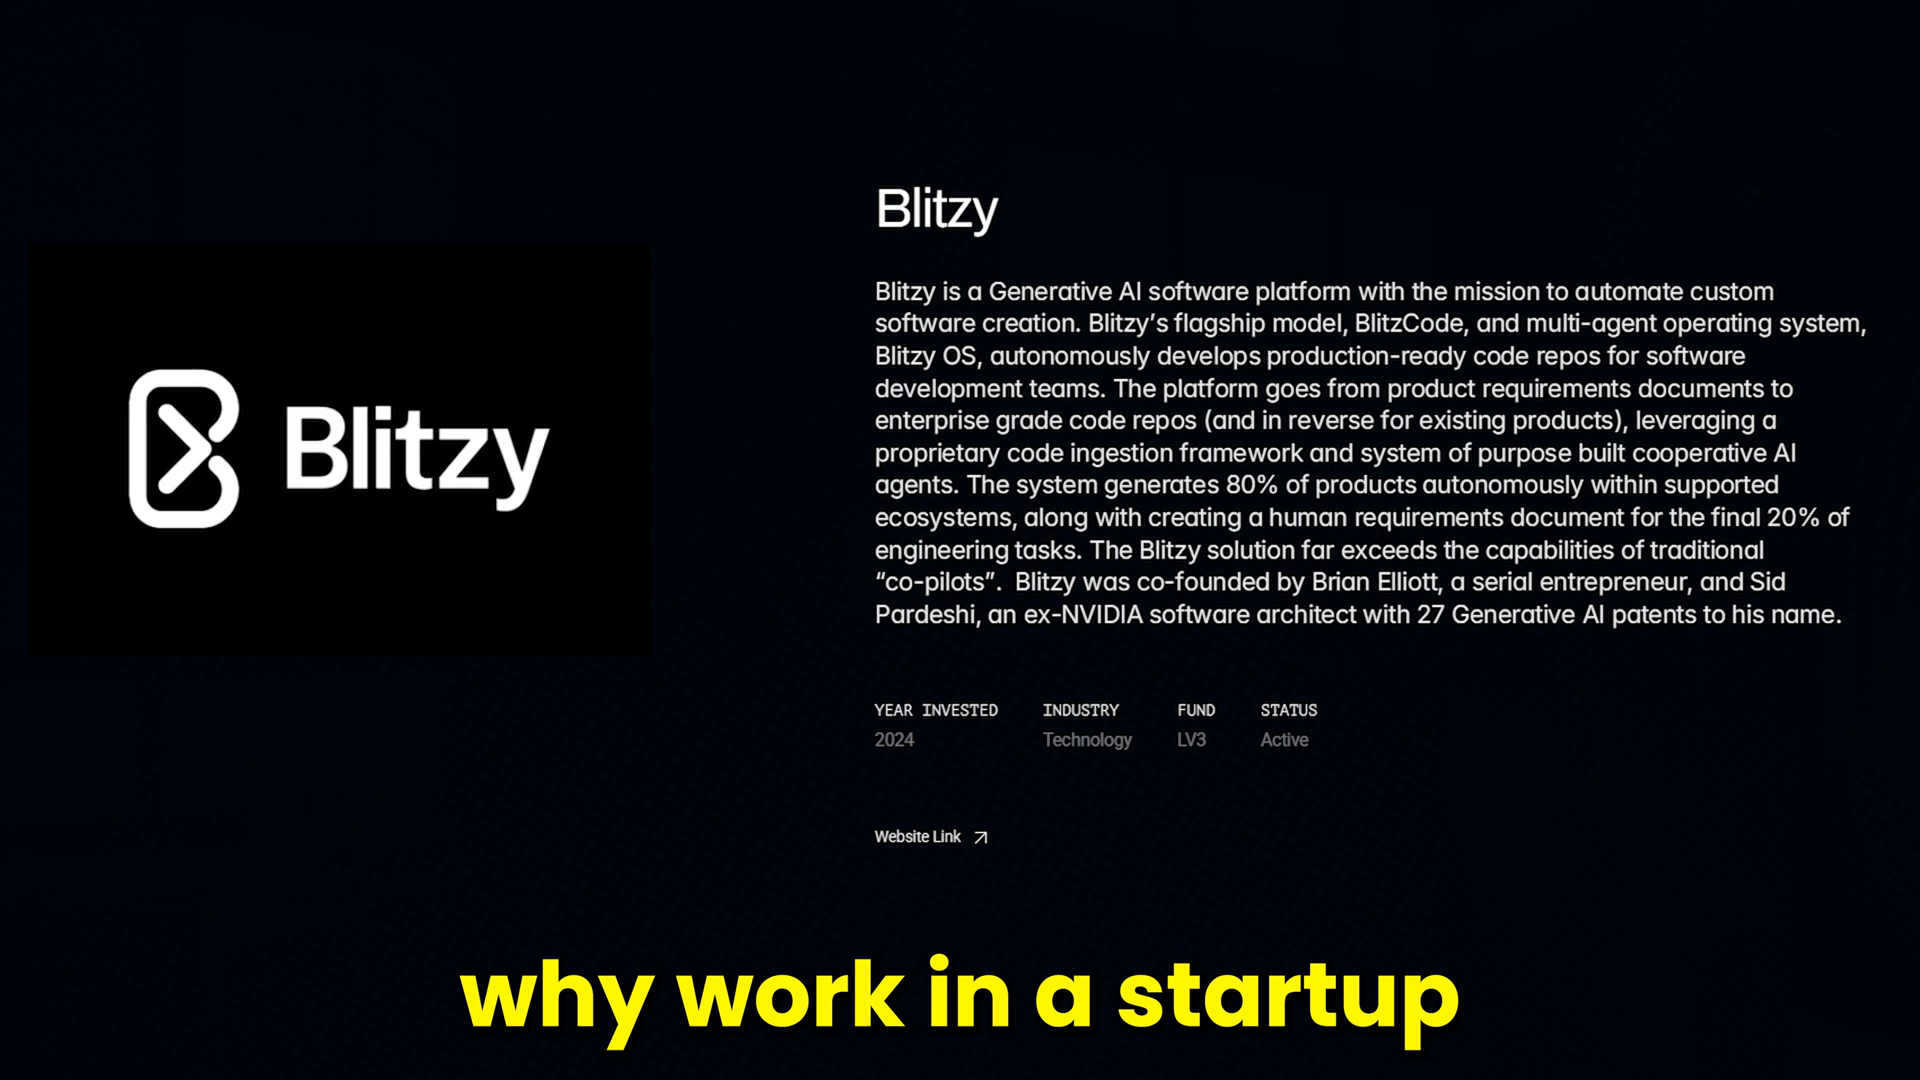 Blitzy
Blitzy
Blitzy is a Generative AI software platform with the mission to automate custom
software creation. Blitzy’s flagship model, BlitzCode, and multi-agent operating system,
Blitzy OS, autonomously develops production-ready code repos for software
development teams. The platform goes from product requirements documents to
enterprise grade code repos (and in reverse for existing products), leveraging a
proprietary code ingestion framework and system of purpose built cooperative AI
agents. The system generates 80% of products autonomously within supported
ecosystems, along with creating a human requirements document for the final 20% of
engineering tasks. The Blitzy solution far exceeds the capabilities of traditional
“co-pilots”.  Blitzy was co-founded by Brian Elliott, a serial entrepreneur, and Sid
Pardeshi, an ex-NVIDIA software architect with 27 Generative AI patents to his name.
YEAR INVESTED INDUSTRY FUND STATUS
2024 Technology LV3 Active
Website Link
why work in a startup